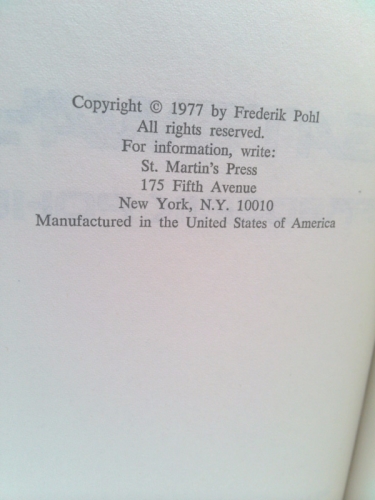 Copyright © 1977 by Frederik Pohl
All rights reserved.
For information, write:
St. Martin's Press
175 Fifth Avenue
New York, N.Y. 10010
Manufactured in the United States of America